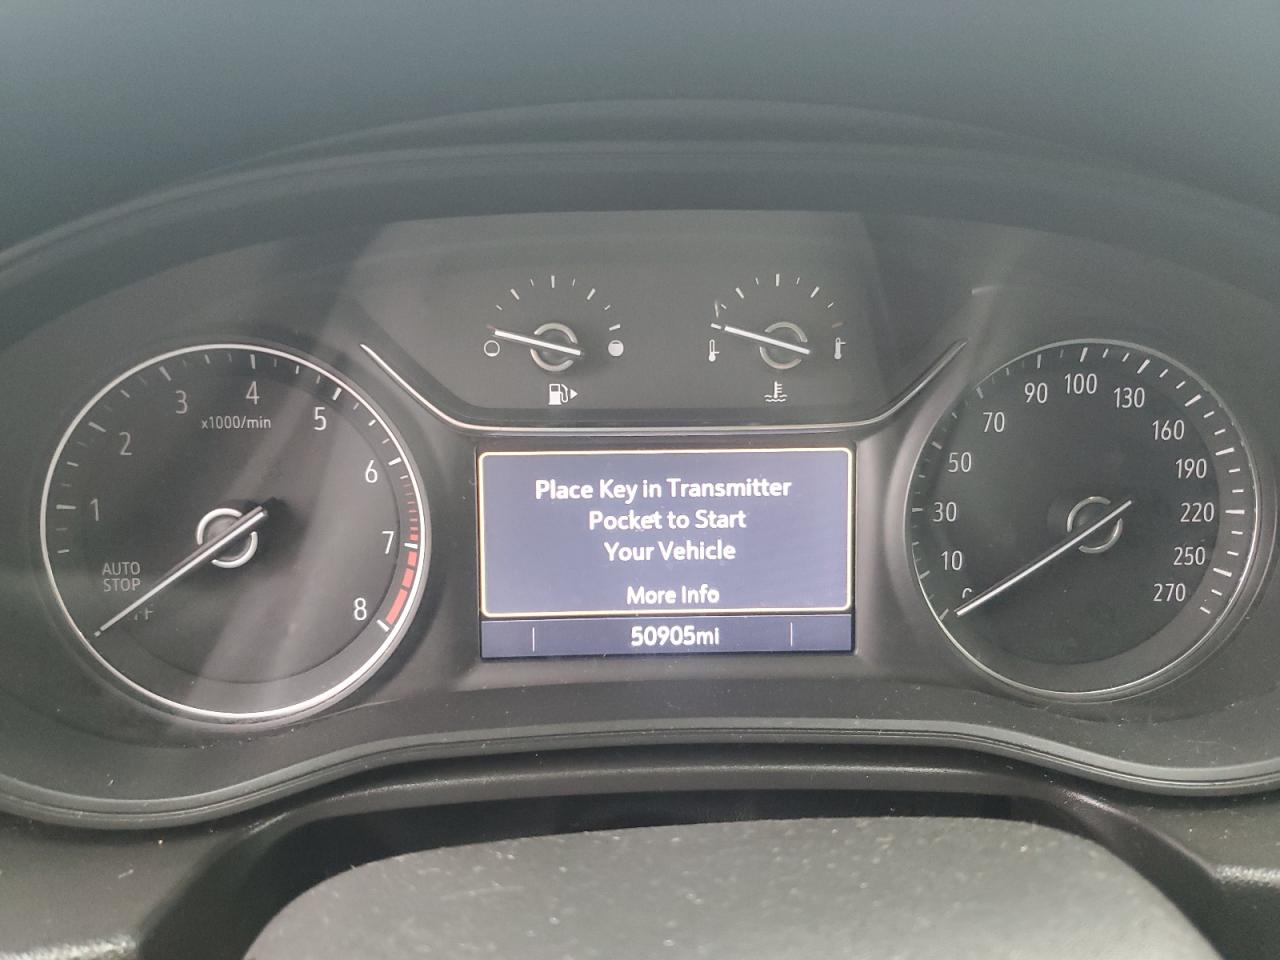 1
2
3
4
5
6
7
8
x1000/min
AUTO
STOP
Place Key in Transmitter
Pocket to Start
Your Vehicle
More Info
50905mi
10
30
50
70
90
100
130
160
190
220
250
270